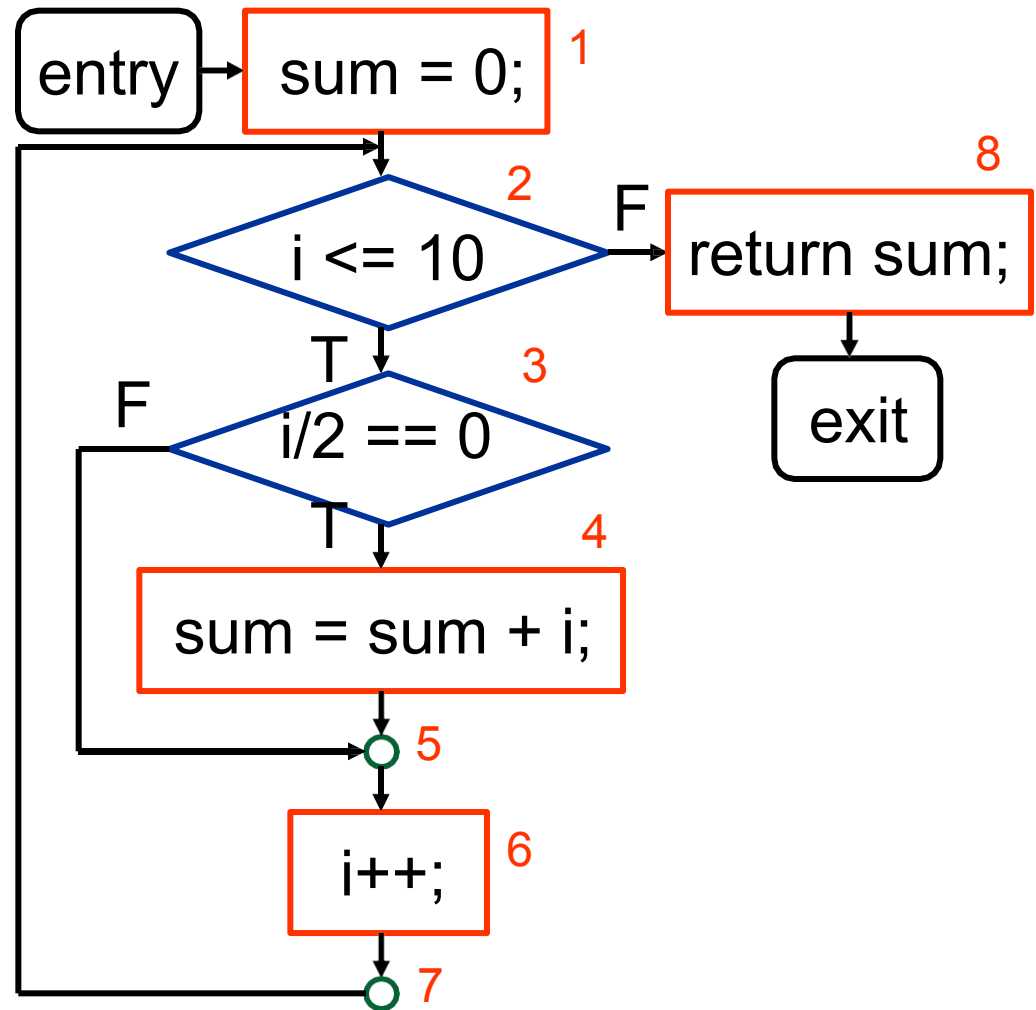 entry
sum = 0;
1
2
i <= 10
F
8
return sum;
exit
T
3
F
i/2 == 0
T
4
sum = sum + i;
5
i++;
6
7